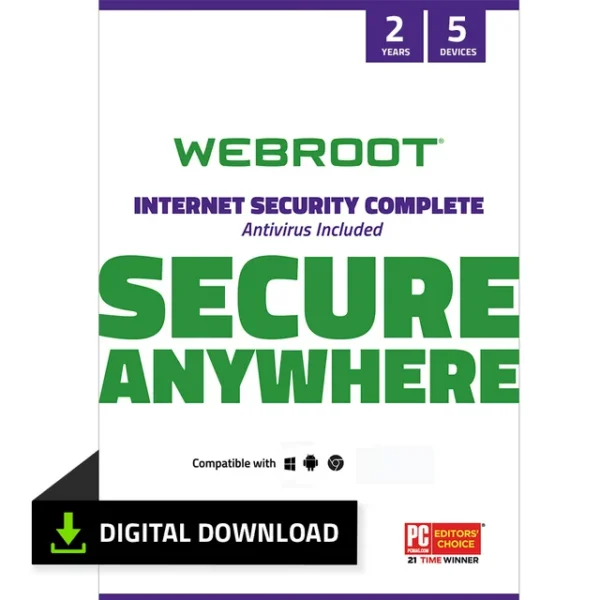 2 5
YEARS DEVICES
WEBROOT®
INTERNET SECURITY COMPLETE
Antivirus Included
SECURE
ANYWHERE
Compatible with
DIGITAL DOWNLOAD
PC EDITORS'
PCMAG.COM CHOICE ®
21 TIME WINNER